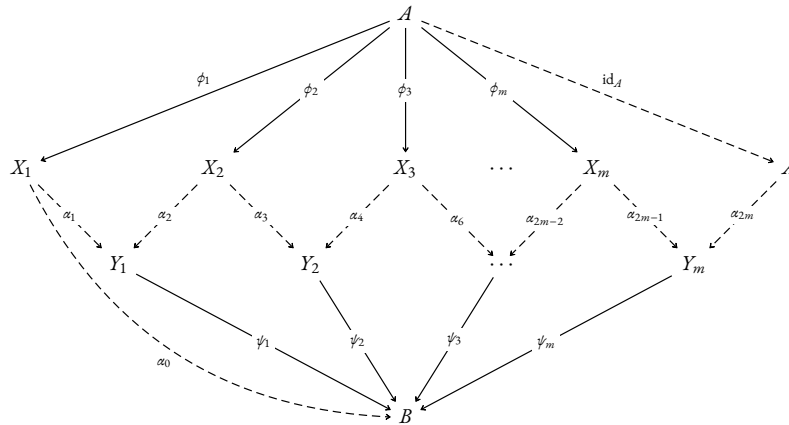 A
ϕ₁ ϕ₂ ϕ₃ ϕₘ id_A
X₁ X₂ X₃ ⋯ Xₘ
α₁ α₂ α₃ α₄ α₆ α₂ₘ₋₂ α₂ₘ₋₁ α₂ₘ
Y₁ Y₂ ⋯ Yₘ
ψ₁ ψ₂ ψ₃ ψₘ
α₀
B